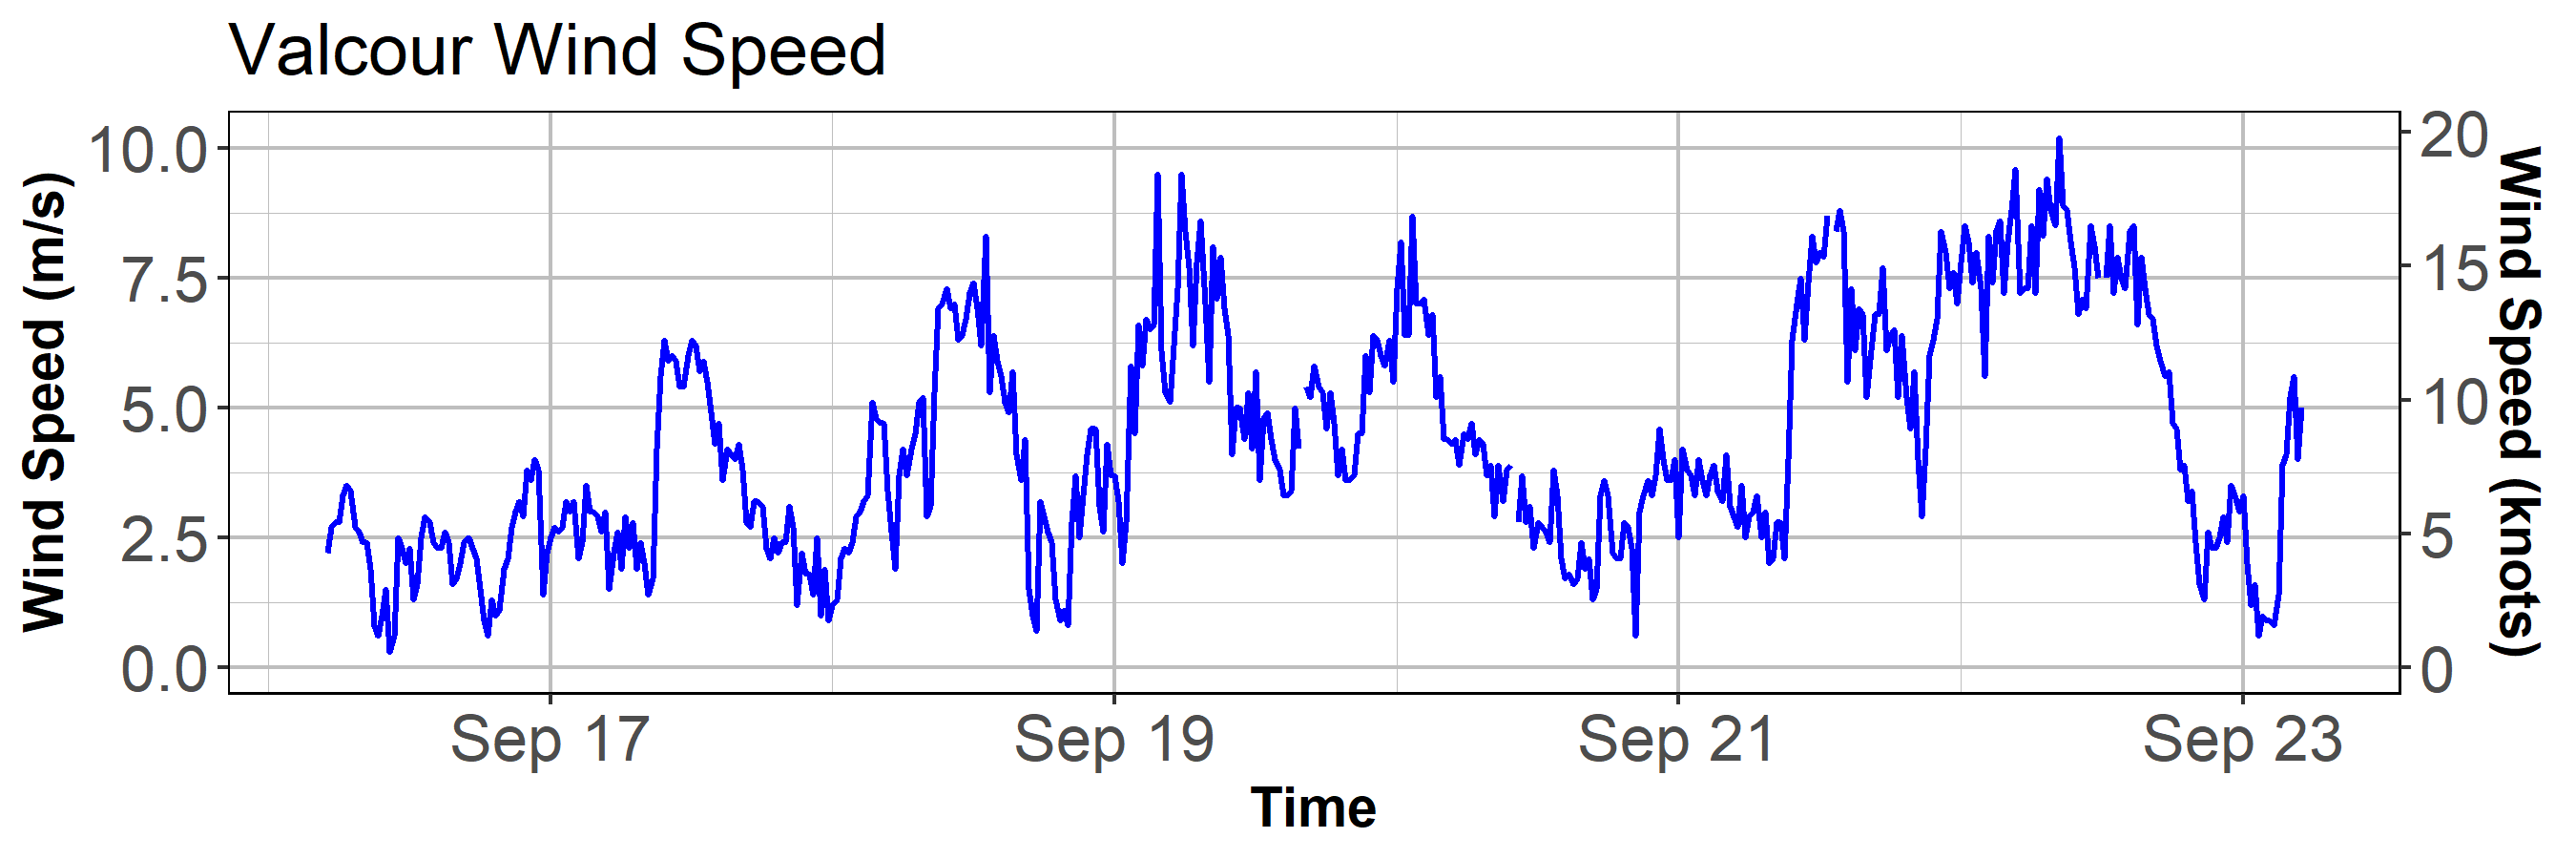 Valcour Wind Speed
Wind Speed (m/s)
10.0
7.5
5.0
2.5
0.0
20
15
10
5
0
Wind Speed (knots)
Sep 17
Sep 19
Sep 21
Sep 23
Time